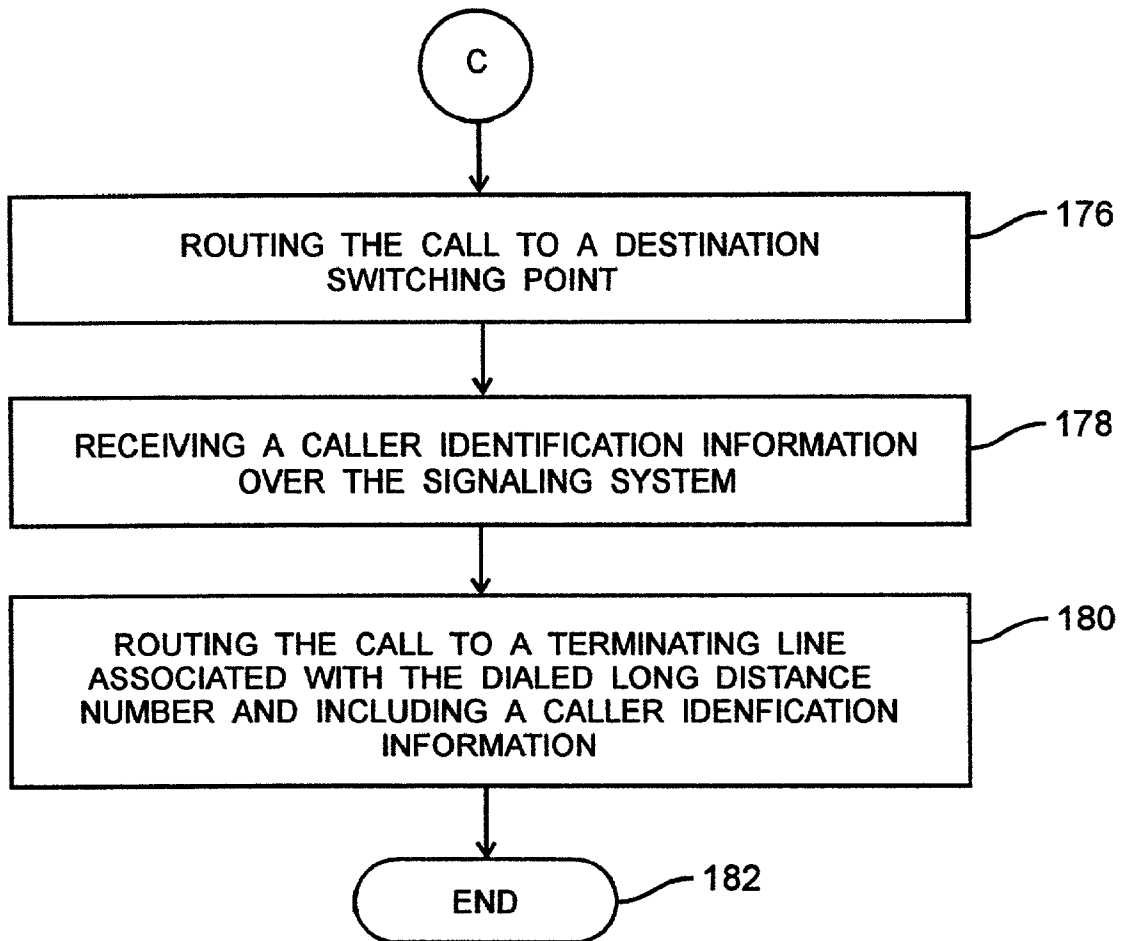 C
176
ROUTING THE CALL TO A DESTINATION
SWITCHING POINT
178
RECEIVING A CALLER IDENTIFICATION INFORMATION
OVER THE SIGNALING SYSTEM
180
ROUTING THE CALL TO A TERMINATING LINE
ASSOCIATED WITH THE DIALED LONG DISTANCE
NUMBER AND INCLUDING A CALLER IDENFICATION
INFORMATION
END
182